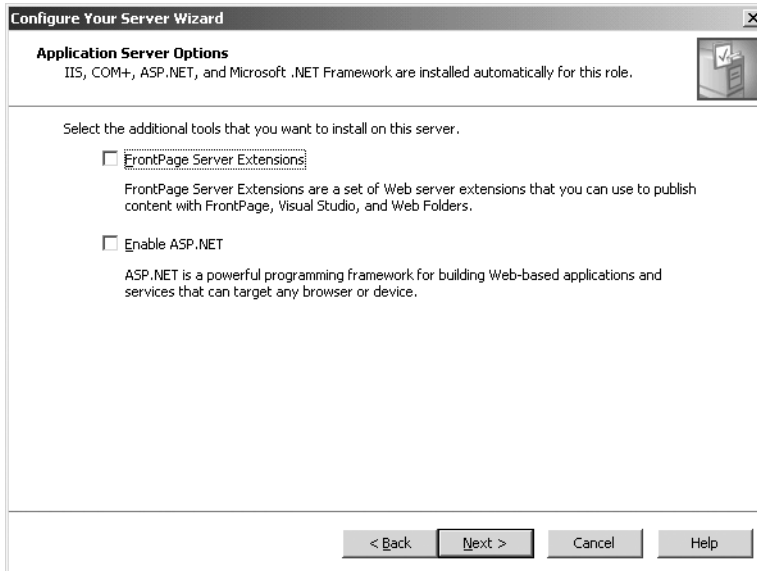 Configure Your Server Wizard
Application Server Options
IIS, COM+, ASP.NET, and Microsoft .NET Framework are installed automatically for this role.
Select the additional tools that you want to install on this server.
FrontPage Server Extensions
FrontPage Server Extensions are a set of Web server extensions that you can use to publish
content with FrontPage, Visual Studio, and Web Folders.
Enable ASP.NET
ASP.NET is a powerful programming framework for building Web-based applications and
services that can target any browser or device.
< Back
Next >
Cancel
Help